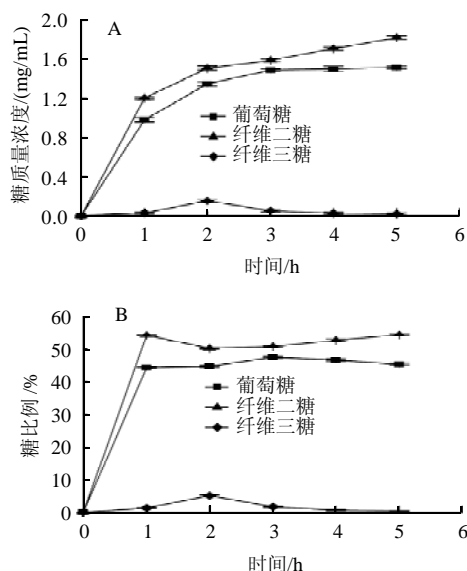 A
糖质量浓度/(mg/mL)
2.0
1.6
1.2
0.8
0.4
0.0
葡萄糖
纤维二糖
纤维三糖
0 1 2 3 4 5 6
时间/h
B
糖比例/%
60
50
40
30
20
10
0
葡萄糖
纤维二糖
纤维三糖
0 1 2 3 4 5 6
时间/h